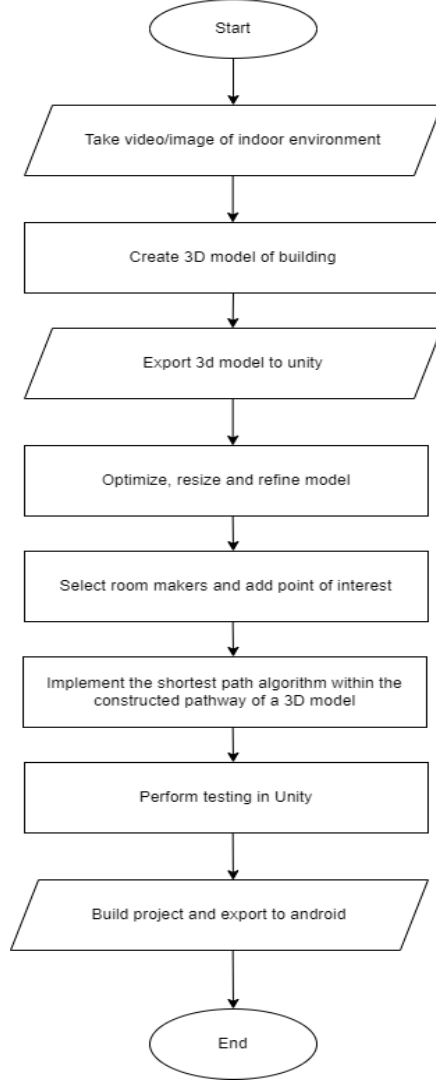 Start
Take video/image of indoor environment
Create 3D model of building
Export 3d model to unity
Optimize, resize and refine model
Select room makers and add point of interest
Implement the shortest path algorithm within the
constructed pathway of a 3D model
Perform testing in Unity
Build project and export to android
End